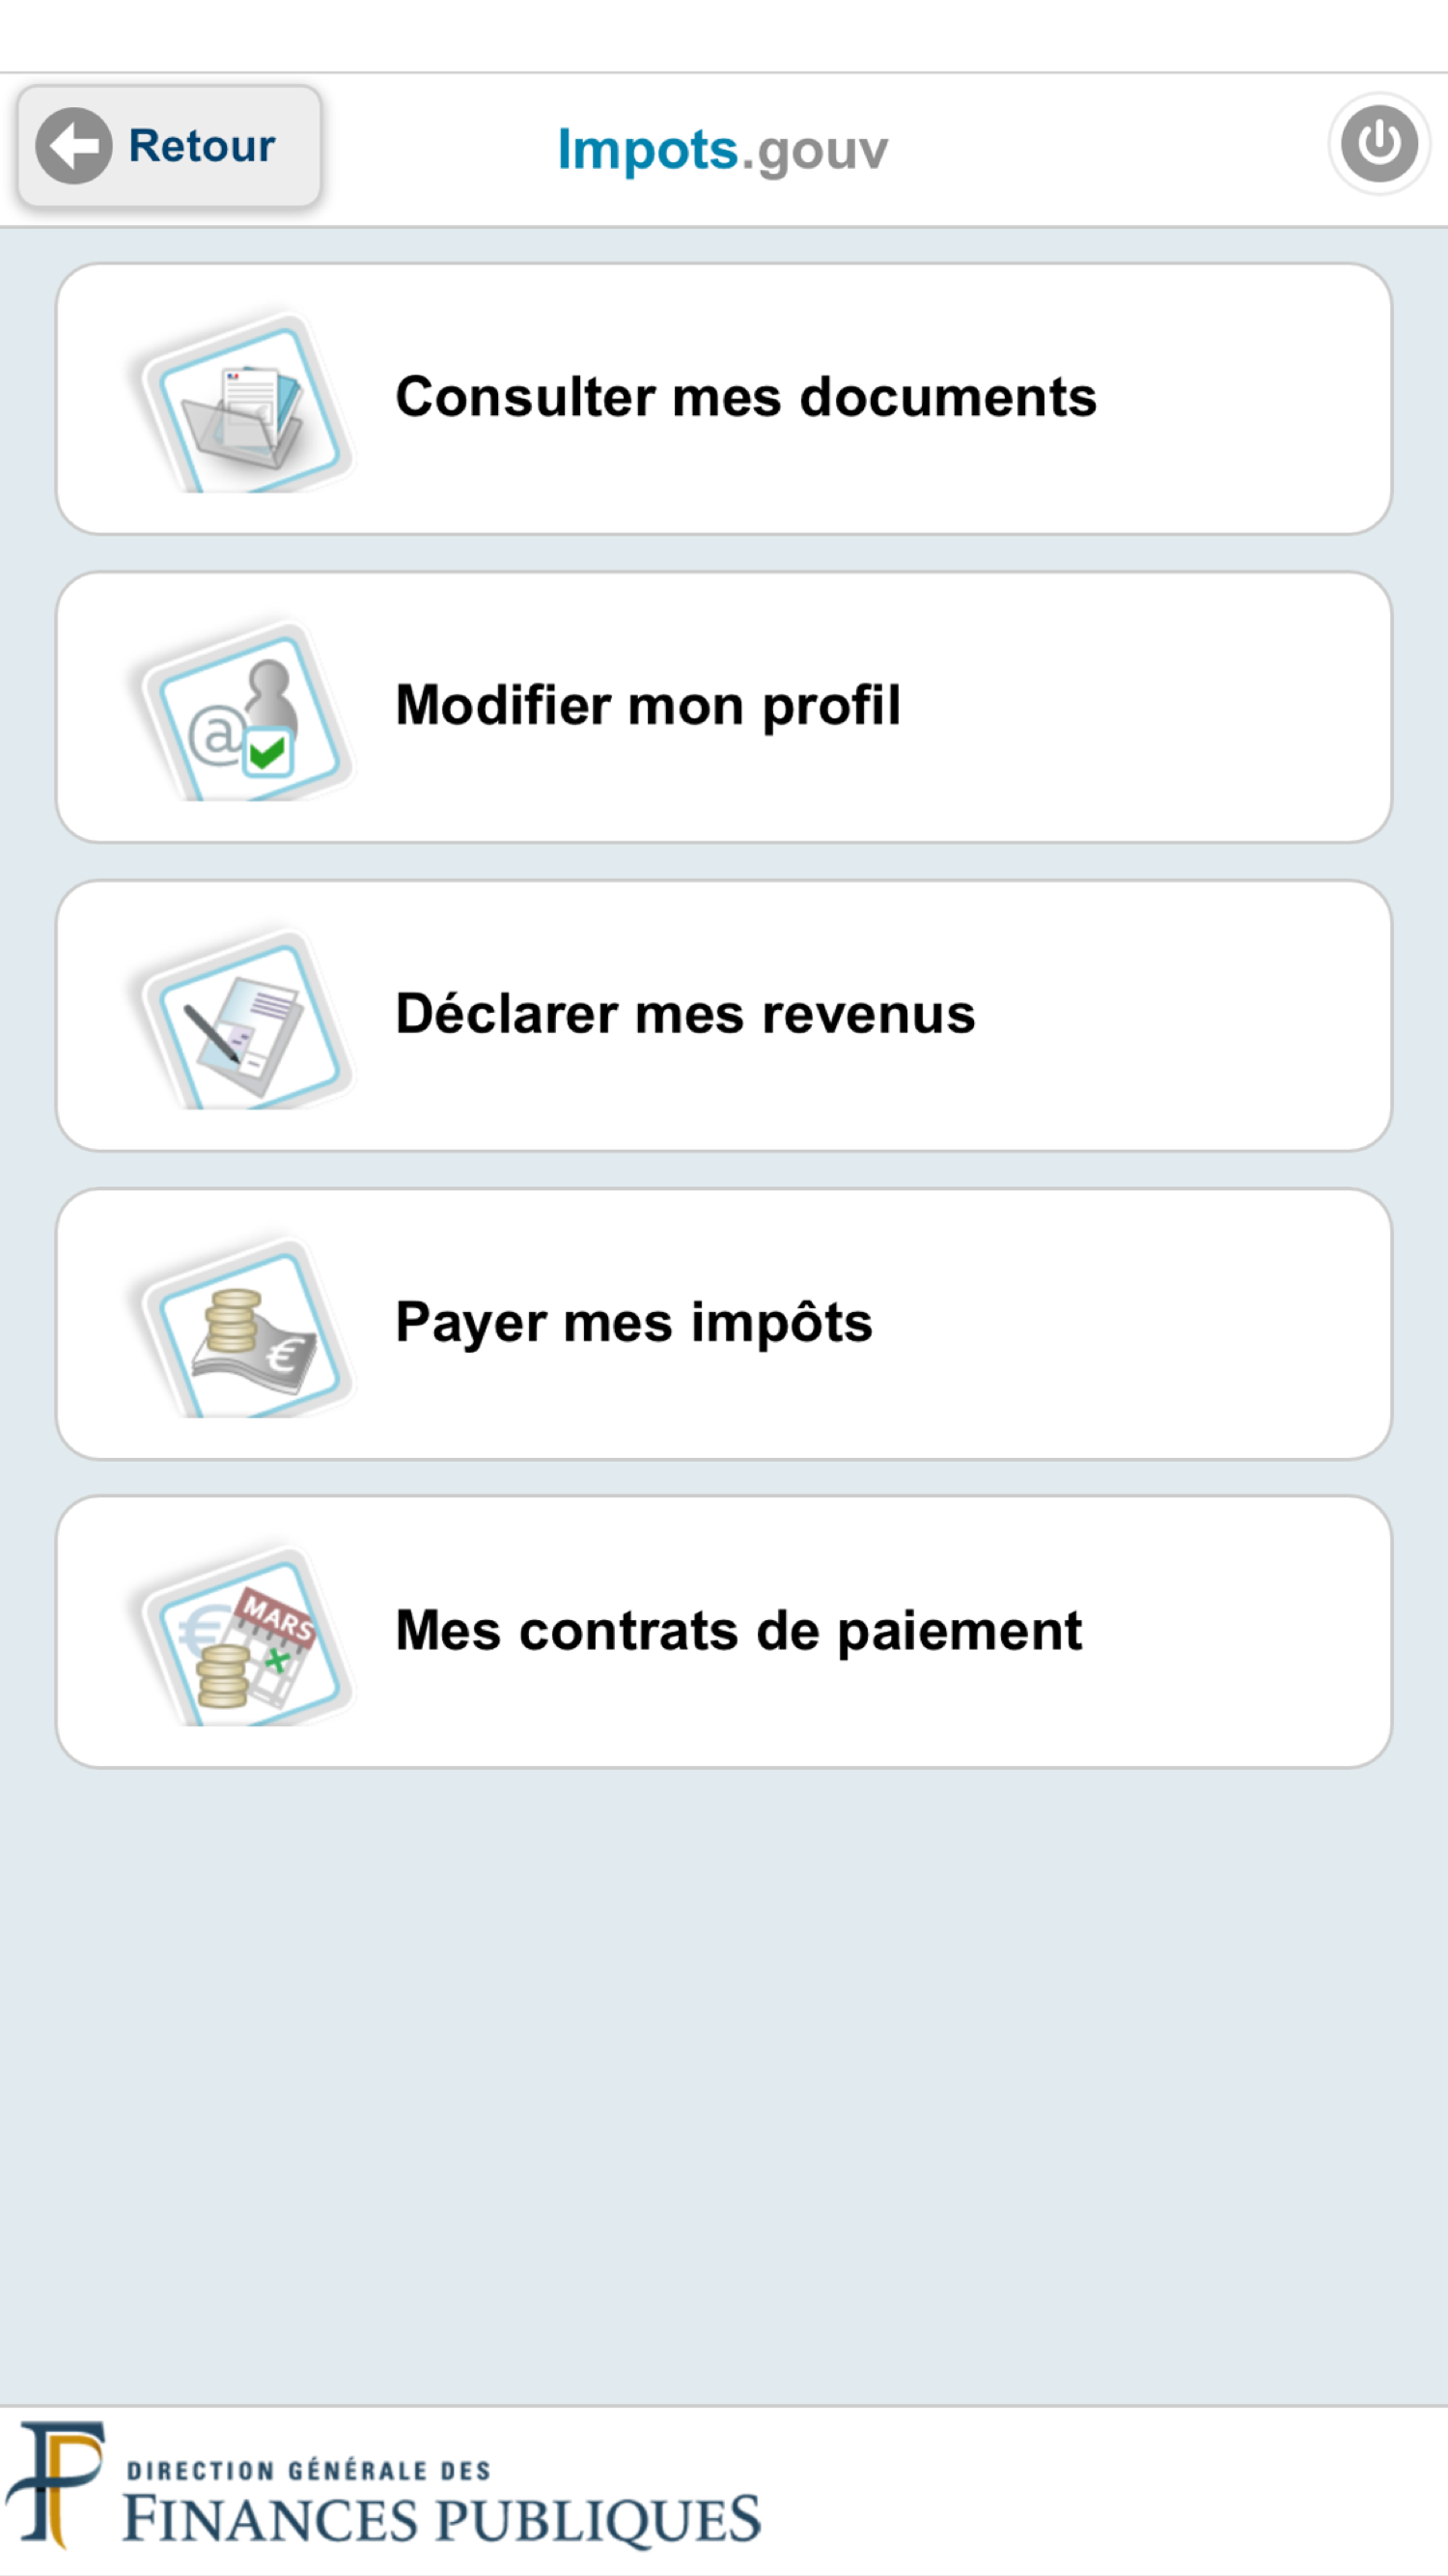 Retour
Impots.gouv
Consulter mes documents
@
Modifier mon profil
Déclarer mes revenus
€
Payer mes impôts
€
MARS
Mes contrats de paiement
DIRECTION GÉNÉRALE DES
FINANCES PUBLIQUES